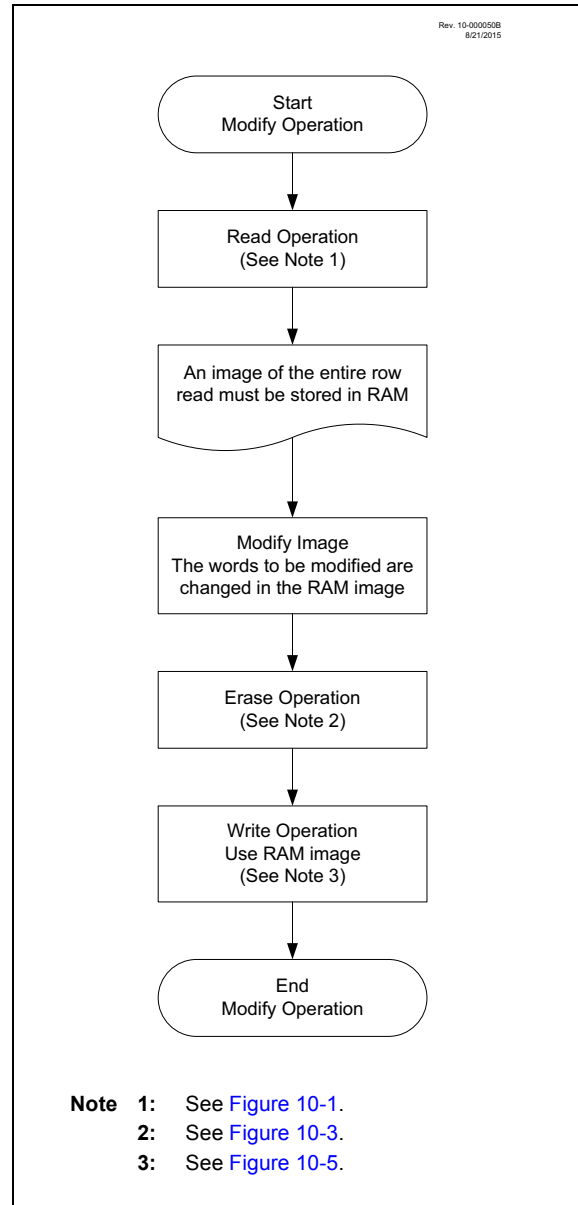 Rev. 10-000050B
8/21/2015
Start
Modify Operation
Read Operation
(See Note 1)
An image of the entire row
read must be stored in RAM
Modify Image
The words to be modified are
changed in the RAM image
Erase Operation
(See Note 2)
Write Operation
Use RAM image
(See Note 3)
End
Modify Operation
Note 1: See Figure 10-1.
2: See Figure 10-3.
3: See Figure 10-5.